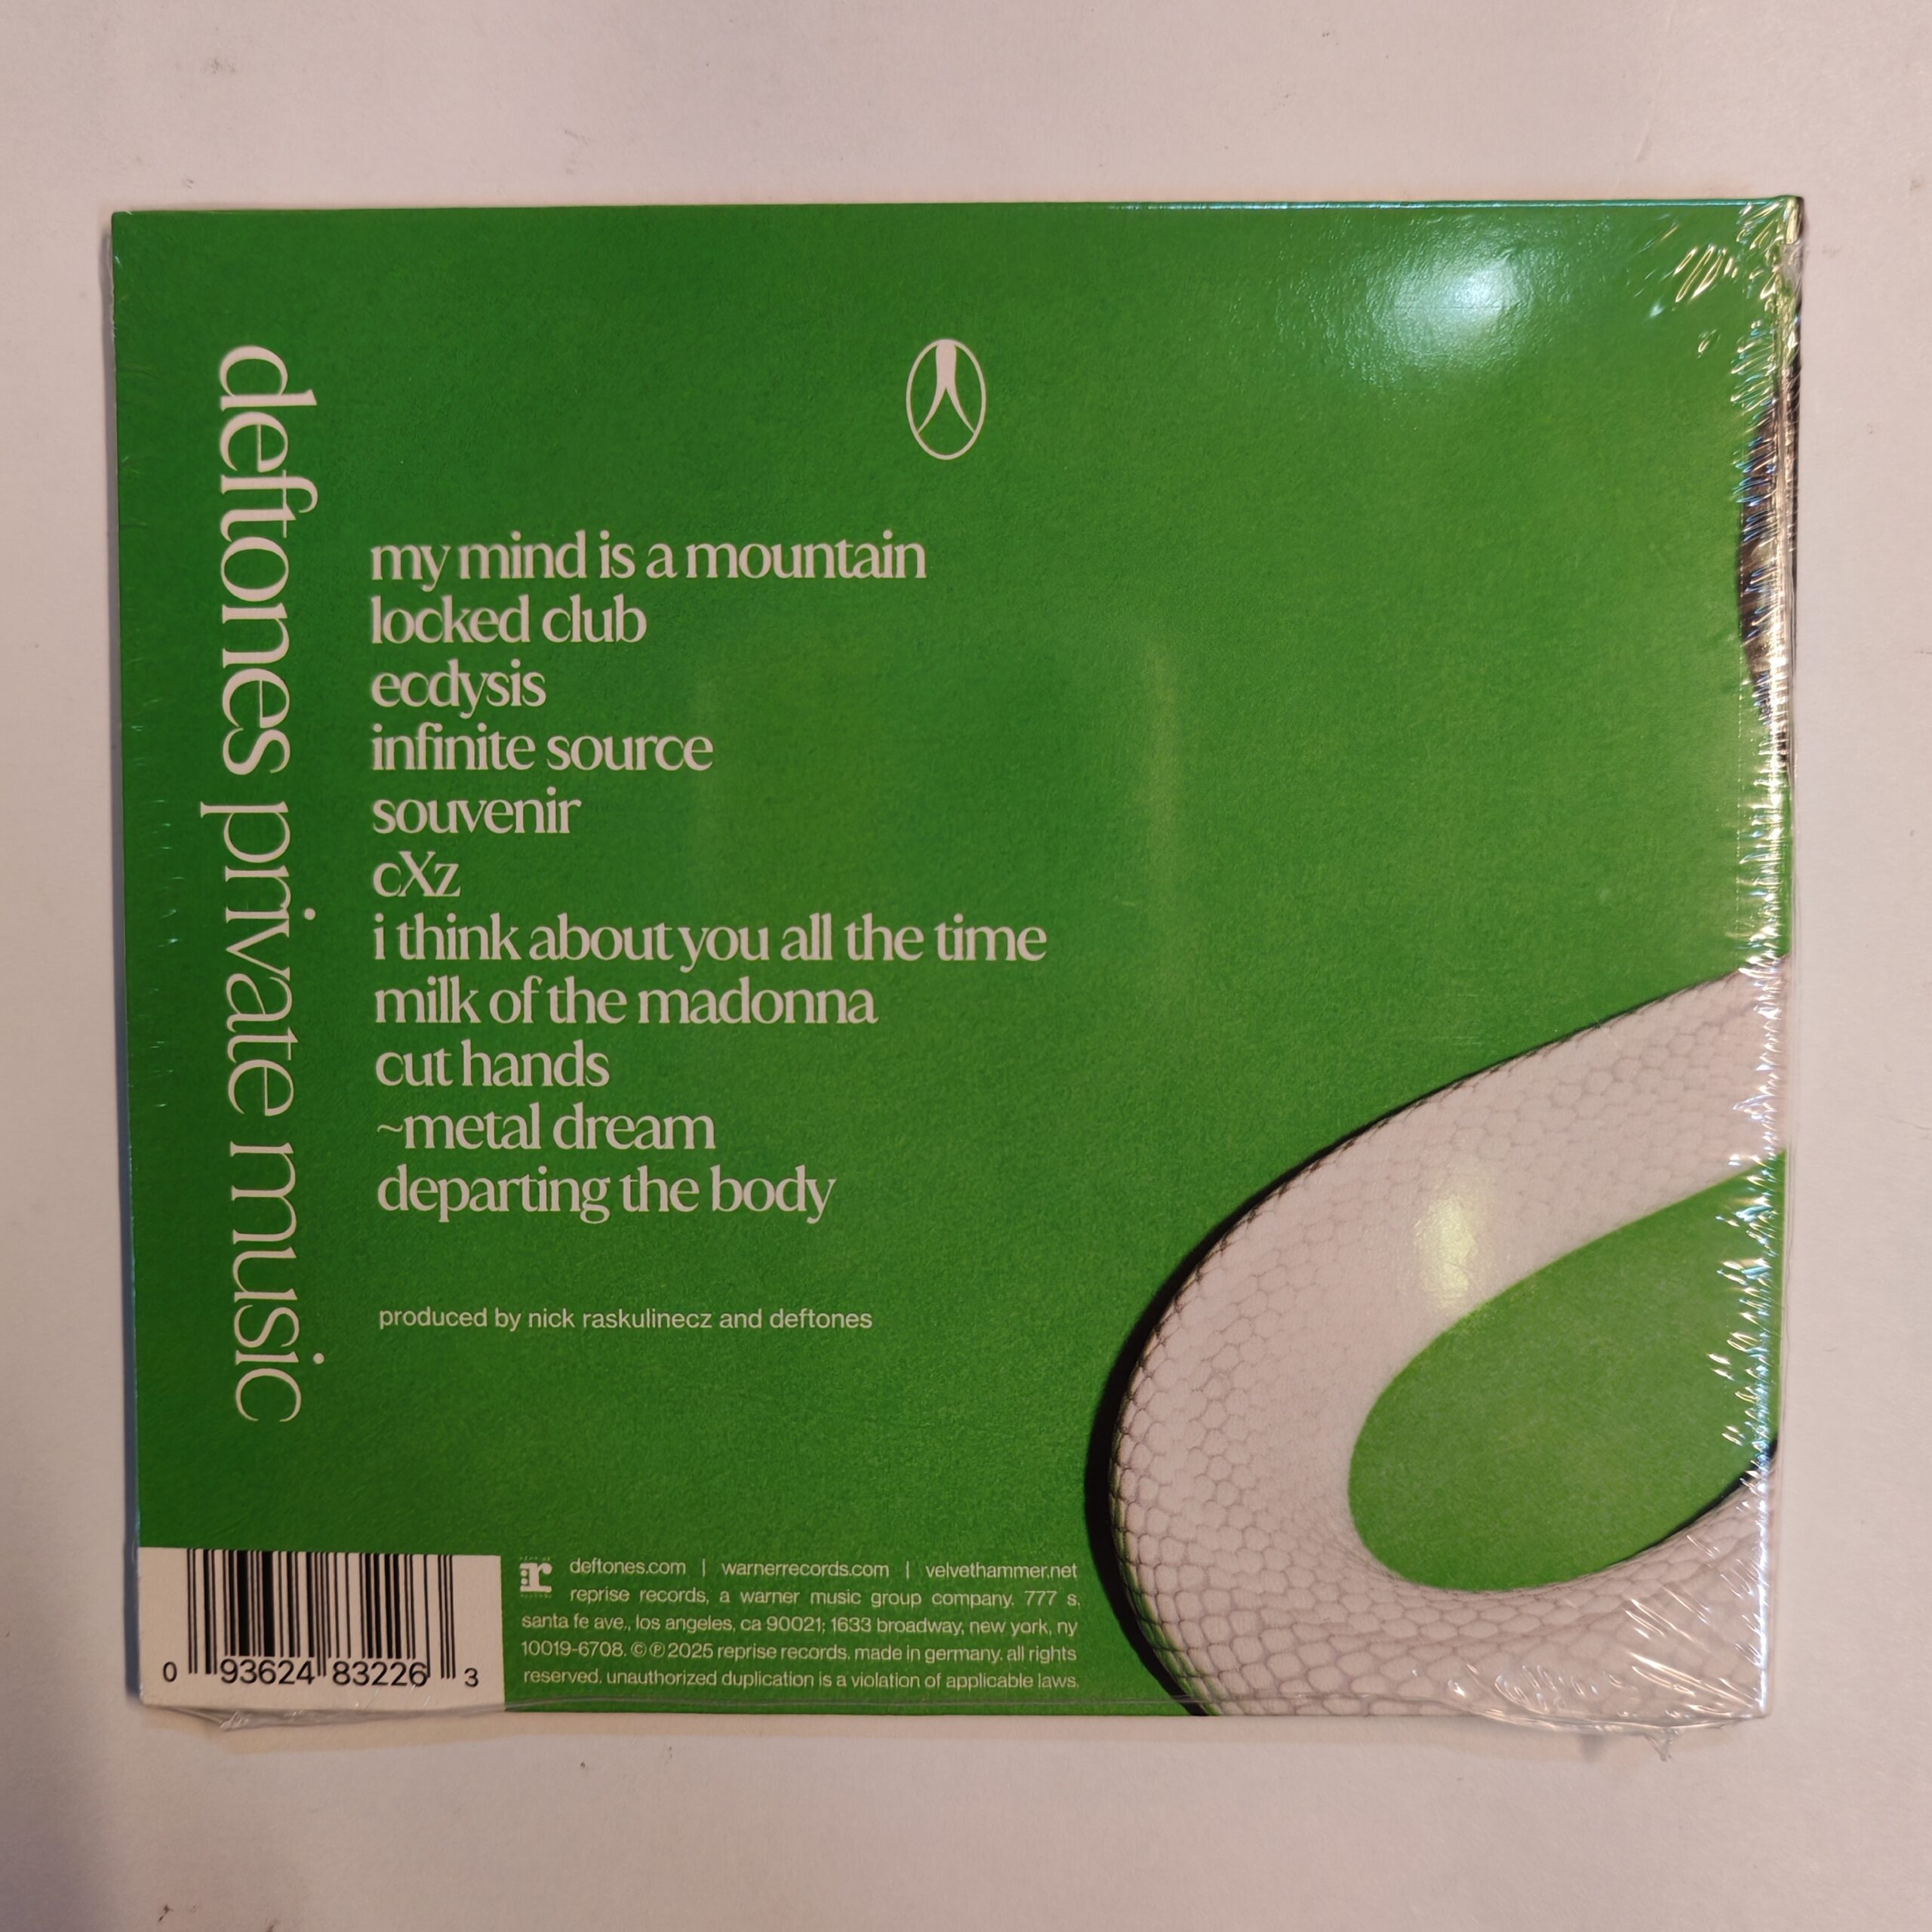 deftones private music
my mind is a mountain
locked club
ecdysis
infinite source
souvenir
cXz
i think about you all the time
milk of the madonna
cut hands
~metal dream
departing the body
produced by nick raskulinecz and deftones
0 93624 83226 3
r deftones.com | warnerrecords.com | velvethammer.net
reprise records, a warner music group company. 777 s.
santa fe ave., los angeles, ca 90021; 1633 broadway, new york, ny
10019-6708. © ℗ 2025 reprise records. made in germany. all rights
reserved. unauthorized duplication is a violation of applicable laws.